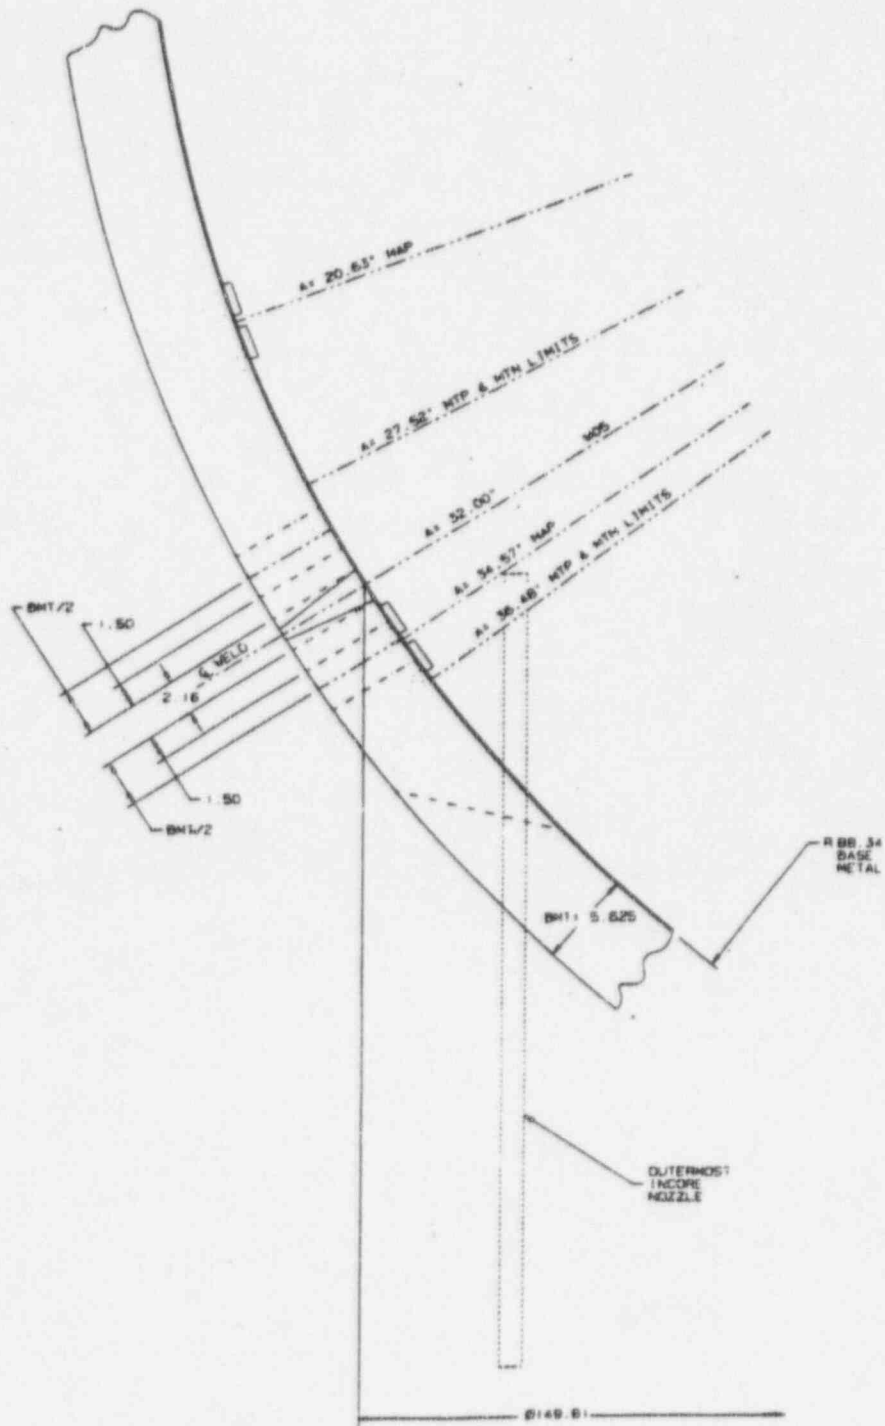 A= 20.63° MAP
A= 27.52° MTP & MTN LIMITS
W05
A= 32.00°
A= 34.57° MAP
A= 36.48° MTP & MTN LIMITS
BMT/2
1.50
℄ WELD
2.16
1.50
BMT/2
R 88.34
BASE
METAL
BMT= 5.625
OUTERMOST
INCORE
NOZZLE
Ø149.81